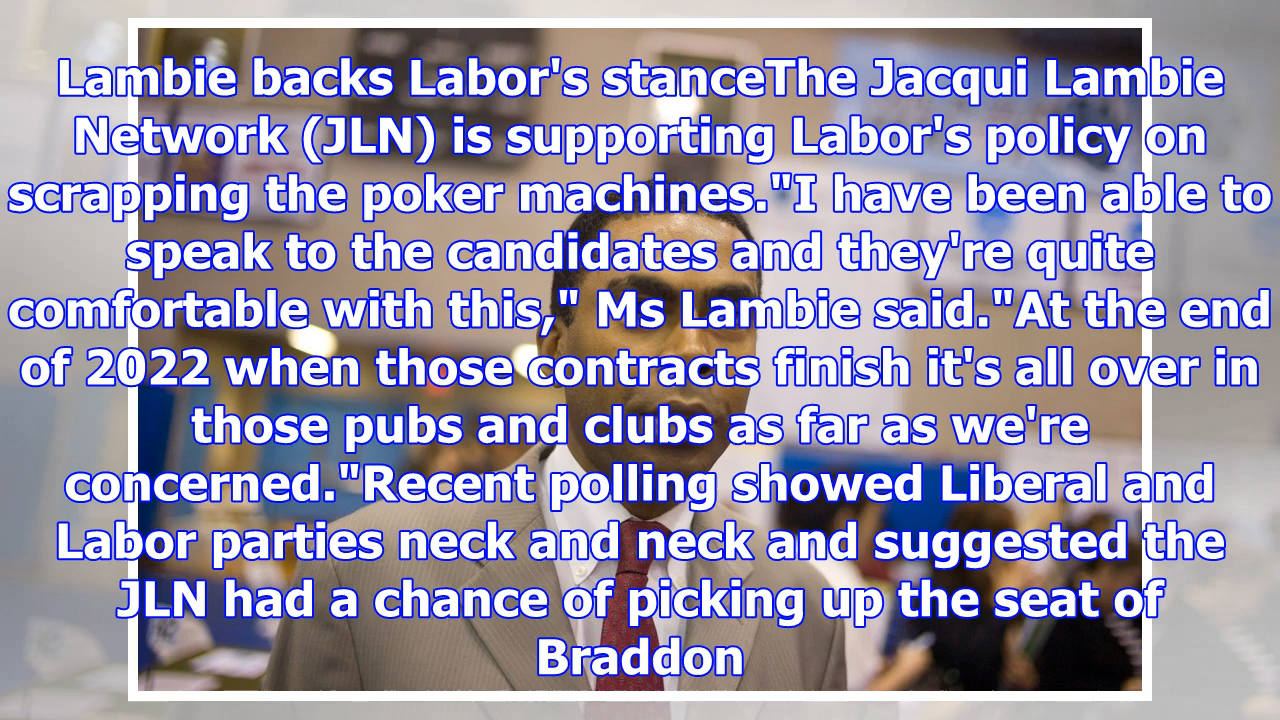 Lambie backs Labor's stanceThe Jacqui Lambie
Network (JLN) is supporting Labor's policy on
scrapping the poker machines."I have been able to
speak to the candidates and they're quite
comfortable with this," Ms Lambie said."At the end
of 2022 when those contracts finish it's all over in
those pubs and clubs as far as we're
concerned."Recent polling showed Liberal and
Labor parties neck and neck and suggested the
JLN had a chance of picking up the seat of
Braddon